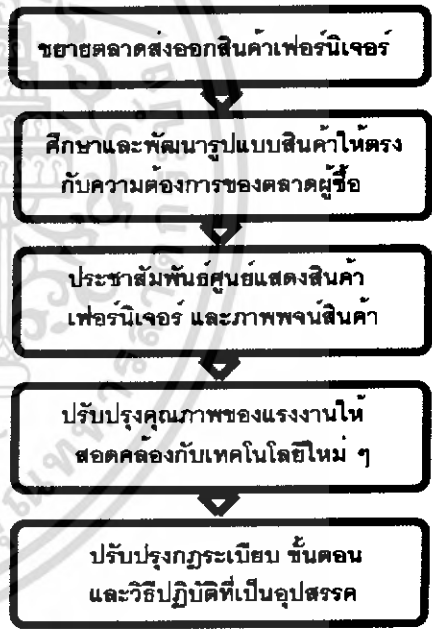 ขยายตลาดส่งออกสินค้าเฟอร์นิเจอร์
ศึกษาและพัฒนารูปแบบสินค้าให้ตรง
กับความต้องการของตลาดผู้ซื้อ
ประชาสัมพันธ์ศูนย์แสดงสินค้า
เฟอร์นิเจอร์ และภาพพจน์สินค้า
ปรับปรุงคุณภาพของแรงงานให้
สอดคล้องกับเทคโนโลยีใหม่ ๆ
ปรับปรุงกฎระเบียบ ขั้นตอน
และวิธีปฏิบัติที่เป็นอุปสรรค